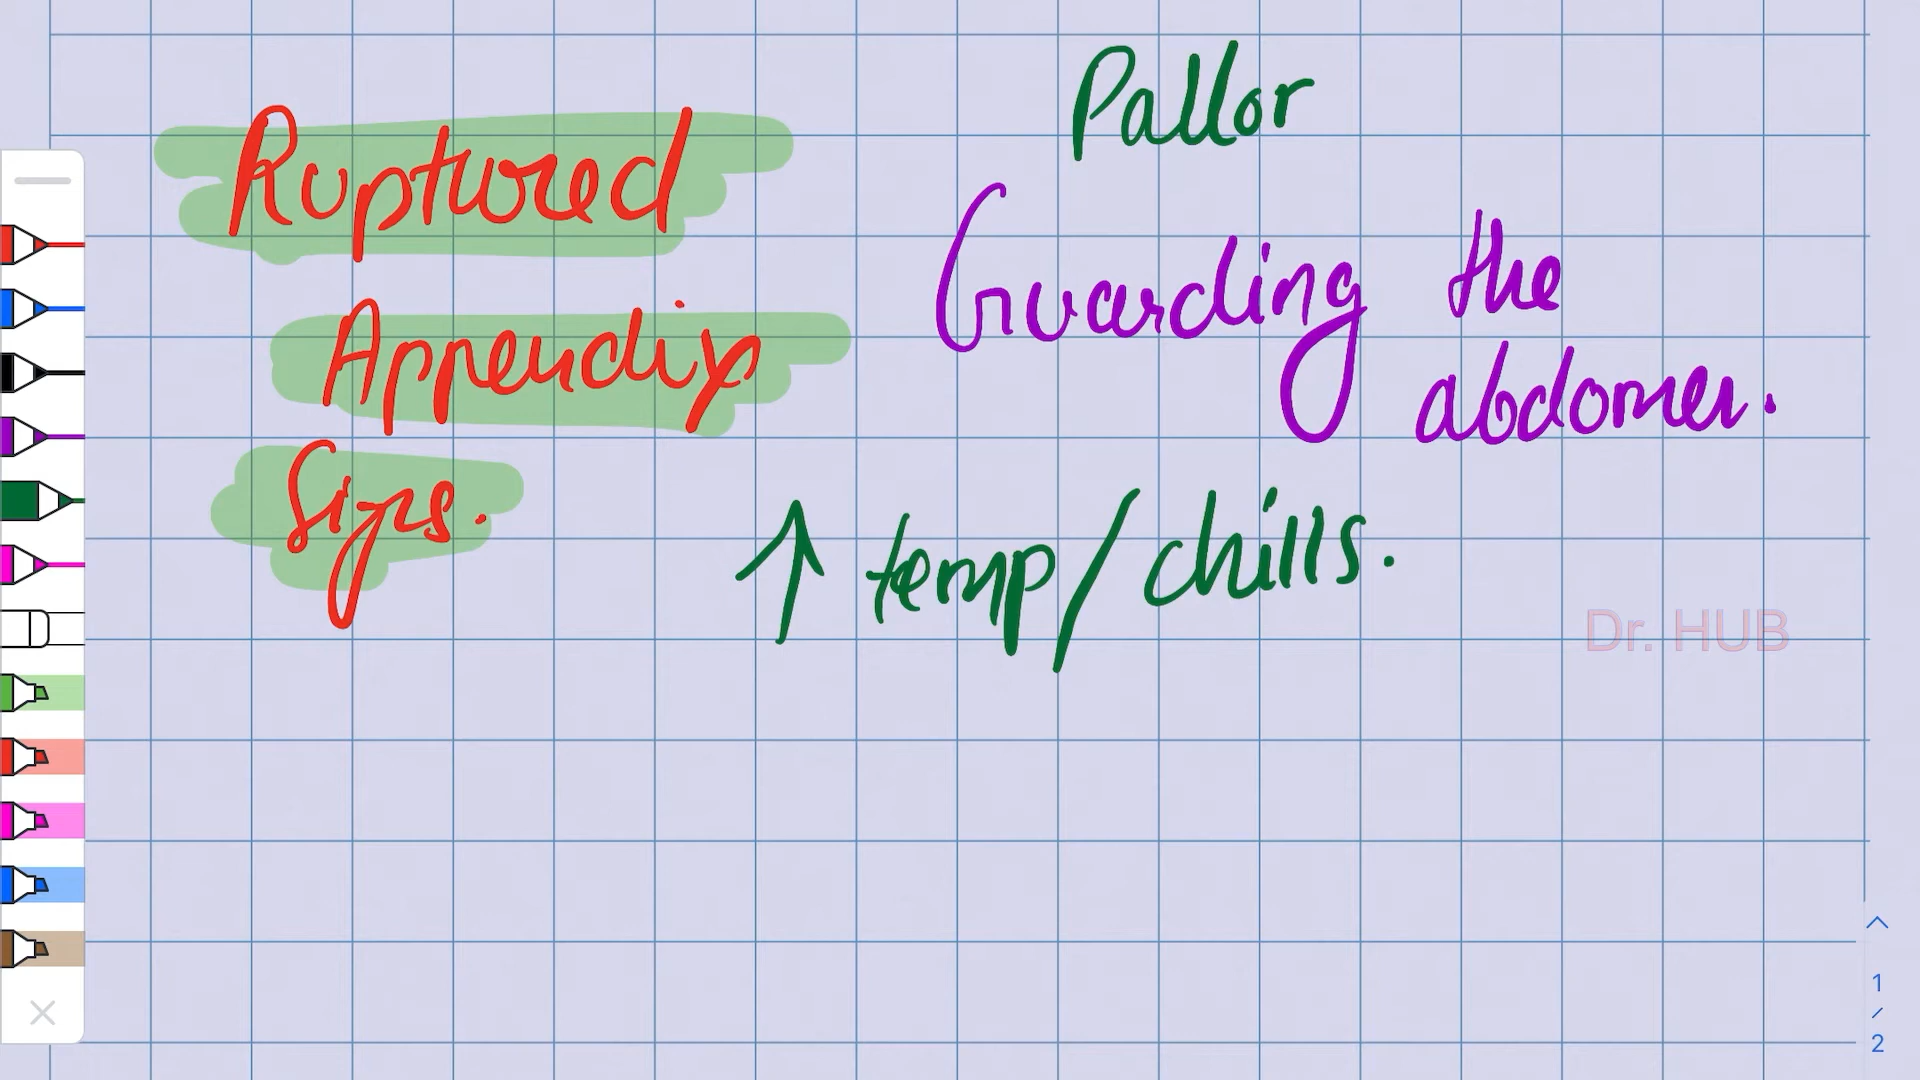 Ruptured
Appendix
Signs.
Pallor
Guarding the
abdomen.
↑ temp/chills.
Dr. HUB
1
/
2